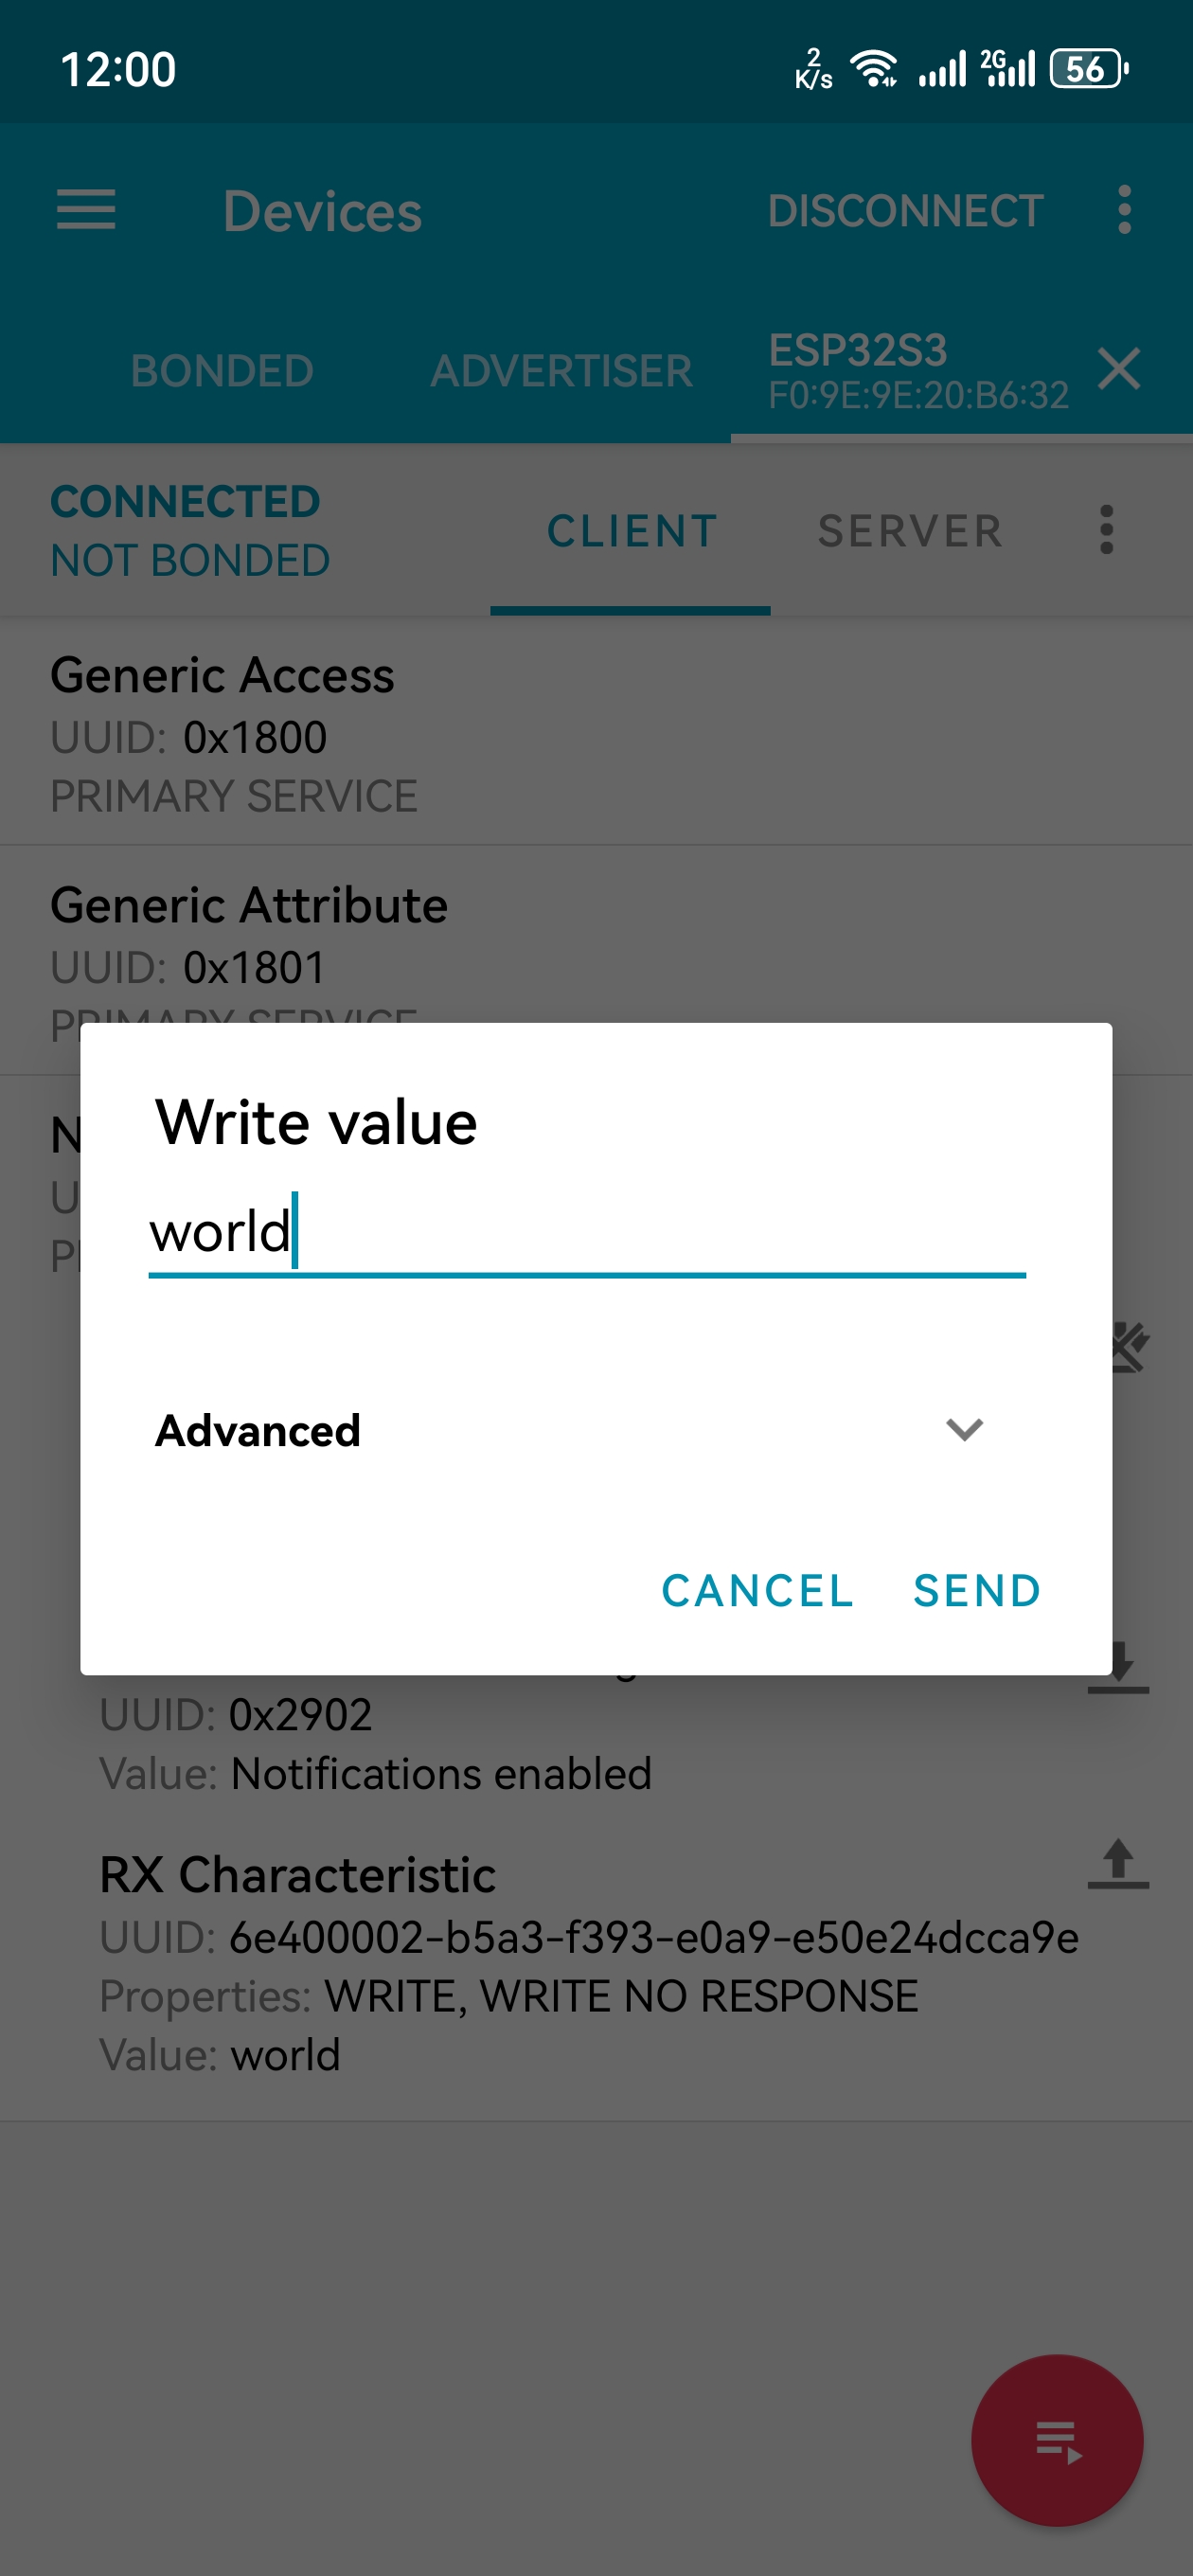 12:00
2
K/s
2G
56
Devices
DISCONNECT
BONDED
ADVERTISER
ESP32S3
F0:9E:9E:20:B6:32
CONNECTED
NOT BONDED
CLIENT
SERVER
Generic Access
UUID: 0x1800
PRIMARY SERVICE
Generic Attribute
UUID: 0x1801
PRIMARY SERVICE
Write value
world
Advanced
CANCEL
SEND
UUID: 0x2902
Value: Notifications enabled
RX Characteristic
UUID: 6e400002-b5a3-f393-e0a9-e50e24dcca9e
Properties: WRITE, WRITE NO RESPONSE
Value: world